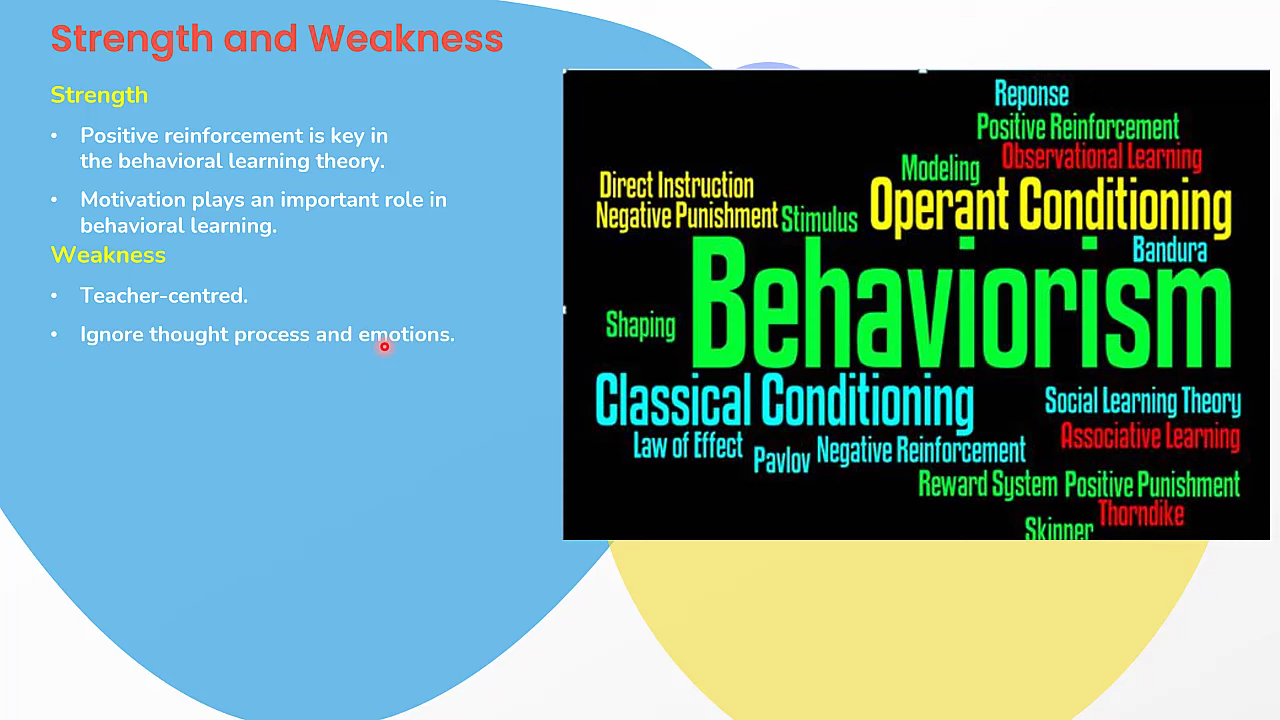 Strength and Weakness
Strength
• Positive reinforcement is key in
the behavioral learning theory.
• Motivation plays an important role in
behavioral learning.
Weakness
• Teacher-centred.
• Ignore thought process and emotions.
Reponse
Positive Reinforcement
Observational Learning
Modeling
Direct Instruction
Operant Conditioning
Negative Punishment
Stimulus
Bandura
Behaviorism
Shaping
Classical Conditioning
Social Learning Theory
Associative Learning
Law of Effect
Pavlov
Negative Reinforcement
Reward System
Positive Punishment
Thorndike
Skinner